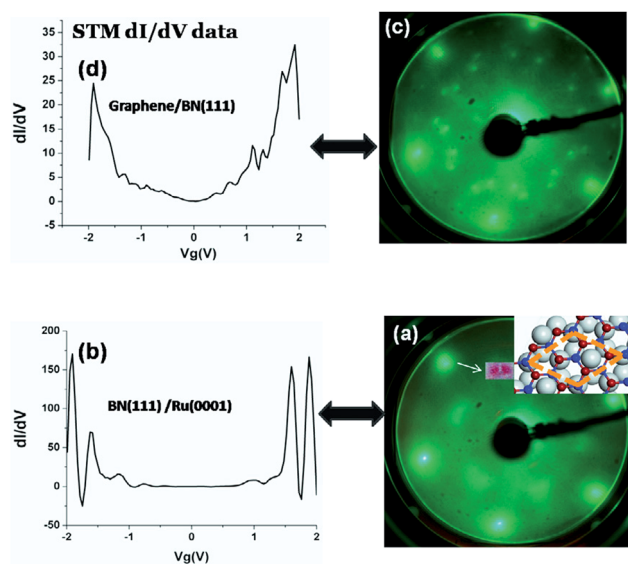 STM dI/dV data
(d)
Graphene/BN(111)
dI/dV
35
30
25
20
15
10
5
0
-2
-1
0
1
2
Vg(V)
(c)
(b)
BN(111) /Ru(0001)
dI/dV
200
150
100
50
0
-50
-2
-1
0
1
2
Vg(V)
(a)